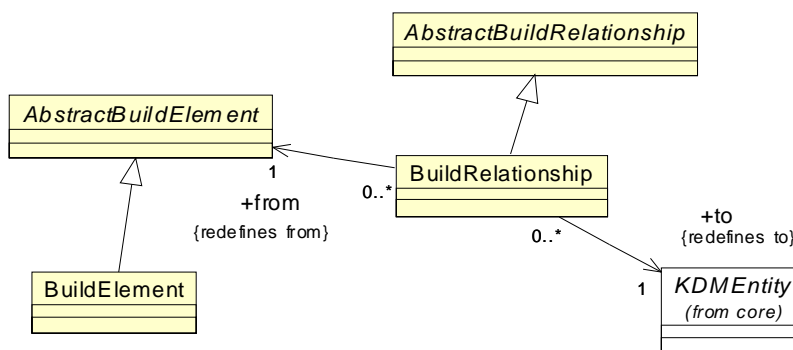 AbstractBuildRelationship
AbstractBuildElement
BuildRelationship
1
+from
{redefines from}
0..*
0..*
+to
{redefines to}
BuildElement
1
KDMEntity
(from core)